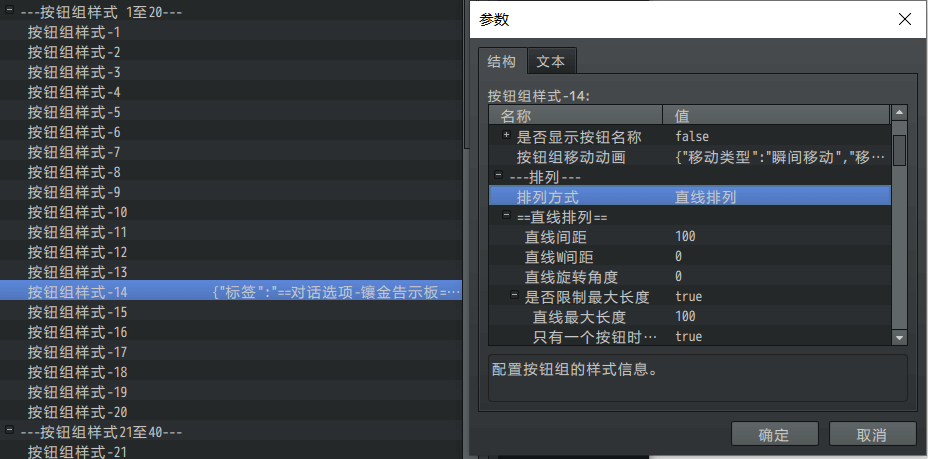 ---按钮组样式 1至20---
按钮组样式-1
按钮组样式-2
按钮组样式-3
按钮组样式-4
按钮组样式-5
按钮组样式-6
按钮组样式-7
按钮组样式-8
按钮组样式-9
按钮组样式-10
按钮组样式-11
按钮组样式-12
按钮组样式-13
按钮组样式-14 {"标签":"==对话选项-镶金告示板=…
按钮组样式-15
按钮组样式-16
按钮组样式-17
按钮组样式-18
按钮组样式-19
按钮组样式-20
---按钮组样式21至40---
按钮组样式-21
参数
结构 文本
按钮组样式-14:
名称 值
是否显示按钮名称 false
按钮组移动动画 {"移动类型":"瞬间移动","移…
---排列---
排列方式 直线排列
==直线排列==
直线间距 100
直线W间距 0
直线旋转角度 0
是否限制最大长度 true
直线最大长度 100
只有一个按钮时… true
配置按钮组的样式信息。
确定 取消